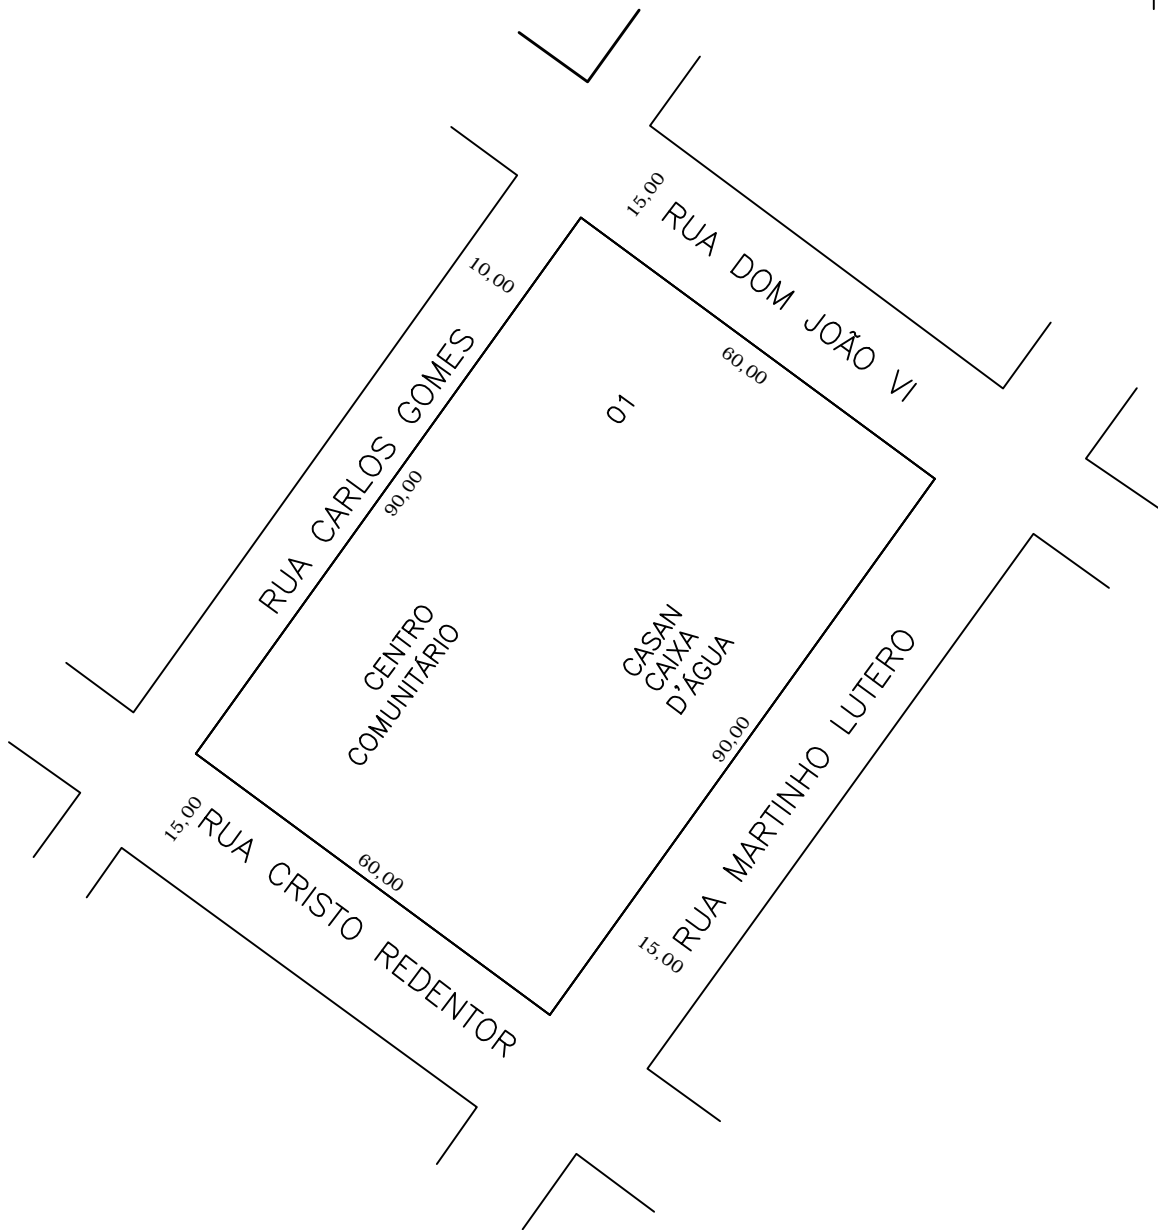 15,00
RUA DOM JOÃO VI
10,00
60,00
RUA CARLOS GOMES
01
90,00
CENTRO
COMUNITÁRIO
CASAN
CAIXA
D'ÁGUA
90,00
RUA MARTINHO LUTERO
15,00
RUA CRISTO REDENTOR
60,00
15,00